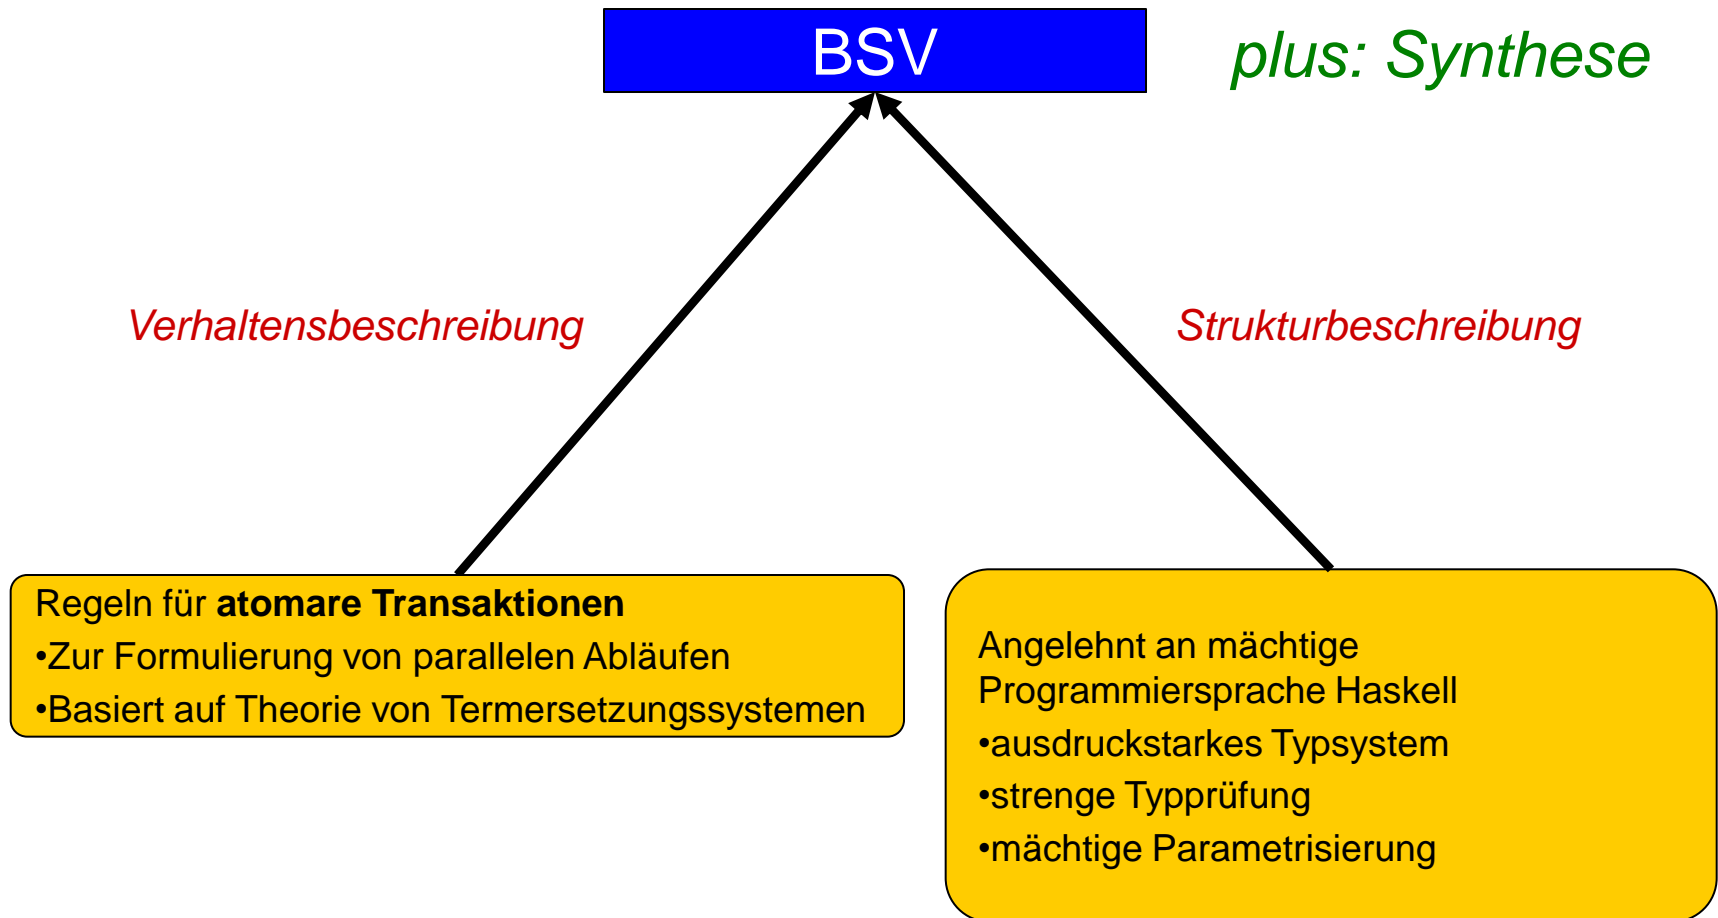 BSV
plus: Synthese
Verhaltensbeschreibung
Strukturbeschreibung
Regeln für atomare Transaktionen
•Zur Formulierung von parallelen Abläufen
•Basiert auf Theorie von Termersetzungssystemen
Angelehnt an mächtige
Programmiersprache Haskell
•ausdruckstarkes Typsystem
•strenge Typprüfung
•mächtige Parametrisierung